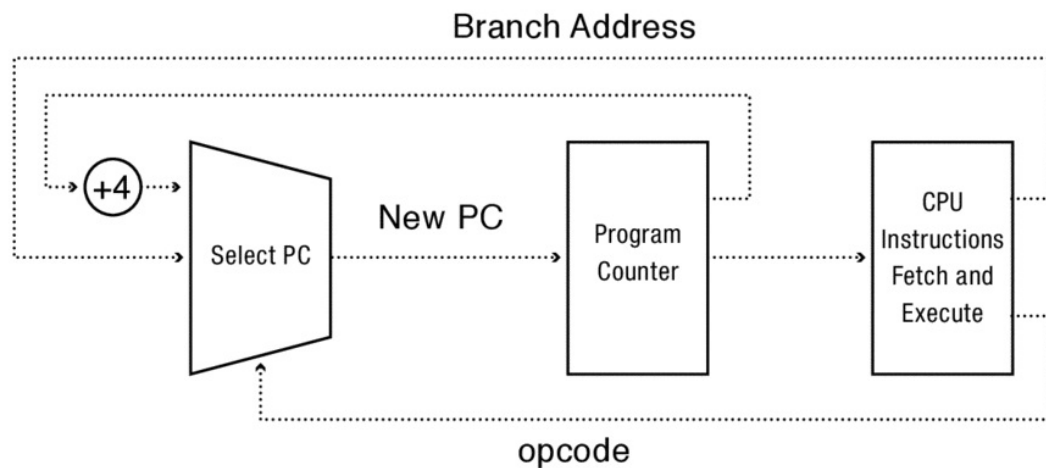 Branch Address
+4
Select PC
New PC
Program
Counter
CPU
Instructions
Fetch and
Execute
opcode